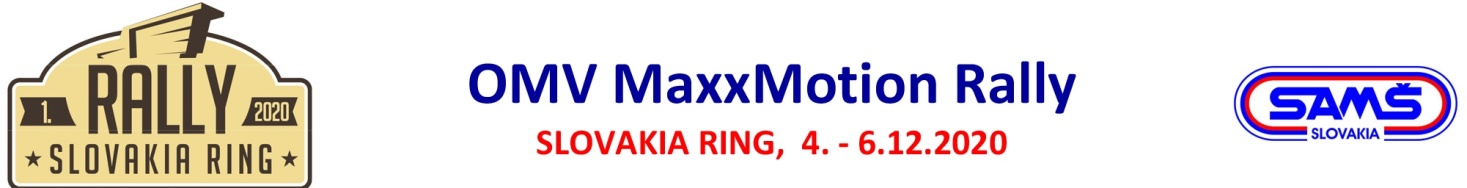 1. RALLY 2020
★ SLOVAKIA RING ★
OMV MaxxMotion Rally
SLOVAKIA RING, 4. - 6.12.2020
SAMŠ
SLOVAKIA